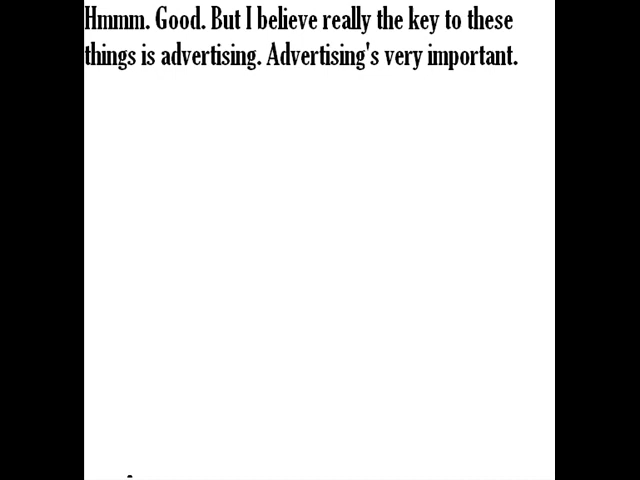 Hmmm. Good. But I believe really the key to these
things is advertising. Advertising's very important.